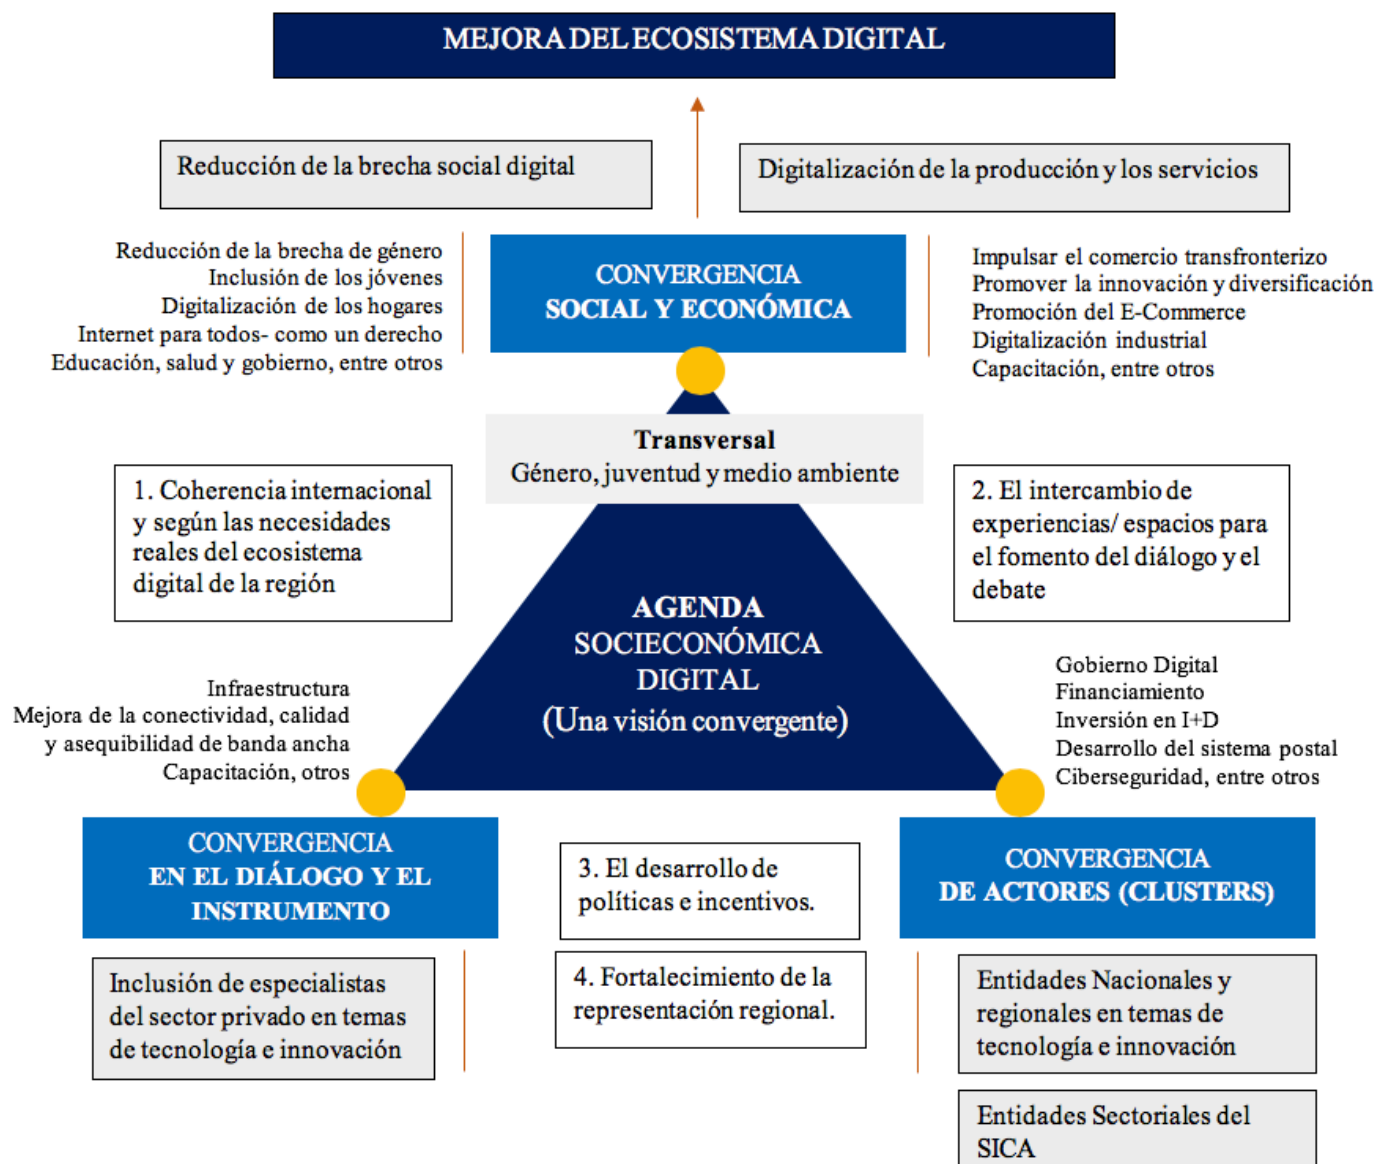 MEJORA DEL ECOSISTEMA DIGITAL
Reducción de la brecha social digital
Digitalización de la producción y los servicios
Reducción de la brecha de género
Inclusión de los jóvenes
Digitalización de los hogares
Internet para todos- como un derecho
Educación, salud y gobierno, entre otros
CONVERGENCIA
SOCIAL Y ECONÓMICA
Impulsar el comercio transfronterizo
Promover la innovación y diversificación
Promoción del E-Commerce
Digitalización industrial
Capacitación, entre otros
Transversal
Género, juventud y medio ambiente
1. Coherencia internacional
y según las necesidades
reales del ecosistema
digital de la región
2. El intercambio de
experiencias/ espacios para
el fomento del diálogo y el
debate
AGENDA
SOCIECONÓMICA
DIGITAL
(Una visión convergente)
Infraestructura
Mejora de la conectividad, calidad
y asequibilidad de banda ancha
Capacitación, otros
Gobierno Digital
Financiamiento
Inversión en I+D
Desarrollo del sistema postal
Ciberseguridad, entre otros
CONVERGENCIA
EN EL DIÁLOGO Y EL
INSTRUMENTO
3. El desarrollo de
políticas e incentivos.
CONVERGENCIA
DE ACTORES (CLUSTERS)
Inclusión de especialistas
del sector privado en temas
de tecnología e innovación
4. Fortalecimiento de la
representación regional.
Entidades Nacionales y
regionales en temas de
tecnología e innovación
Entidades Sectoriales del
SICA